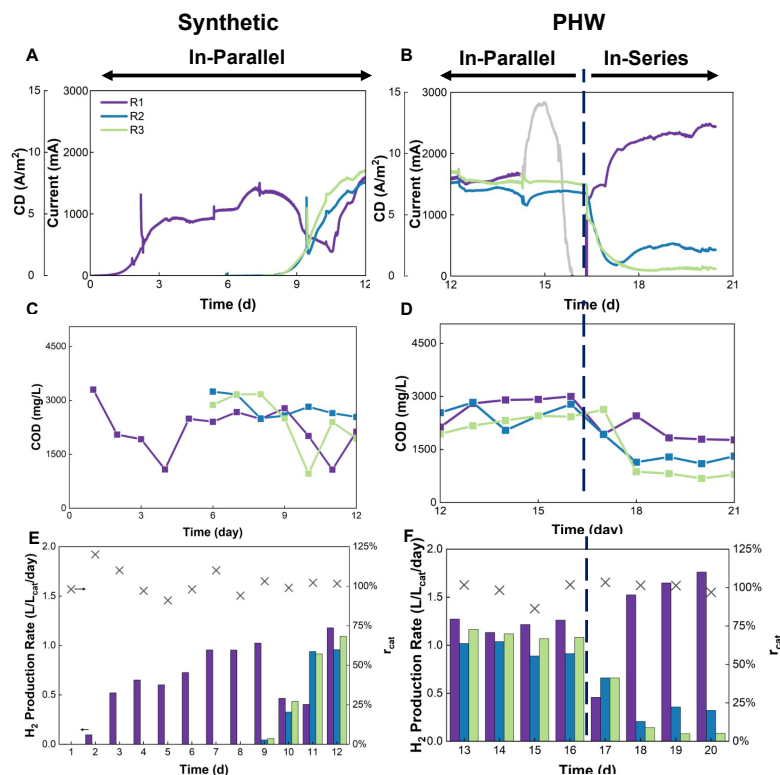 Synthetic
PHW
A
In-Parallel
B
In-Parallel
In-Series
15
10
5
0
CD (A/m²)
3000
2000
1000
0
Current (mA)
R1
R2
R3
0 3 6 9 12
Time (d)
15
10
5
0
CD (A/m²)
3000
2000
1000
0
Current (mA)
12 15 18 21
Time (d)
C
4500
3000
1500
0
COD (mg/L)
0 3 6 9 12
Time (day)
D
4500
3000
1500
0
COD (mg/L)
12 15 18 21
Time (day)
E
2.0
1.5
1.0
0.5
0.0
H₂ Production Rate (L/Lcat/day)
125%
100%
75%
50%
25%
0%
rcat
1 2 3 4 5 6 7 8 9 10 11 12
Time (d)
F
2.0
1.5
1.0
0.5
0.0
H₂ Production Rate (L/Lcat/day)
125%
100%
75%
50%
25%
0%
rcat
13 14 15 16 17 18 19 20
Time (d)